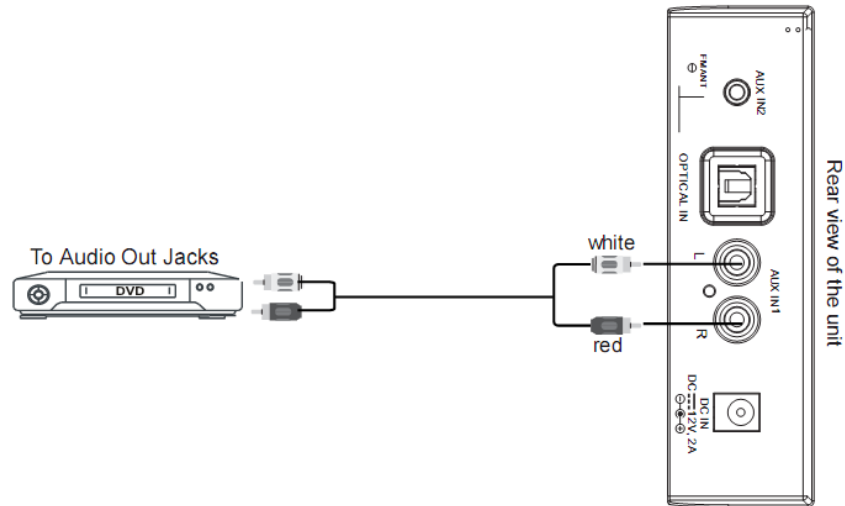 FM ANT
AUX IN2
OPTICAL IN
To Audio Out Jacks
DVD
white
L
AUX IN1
R
red
DC IN
DC 12V, 2A
Rear view of the unit